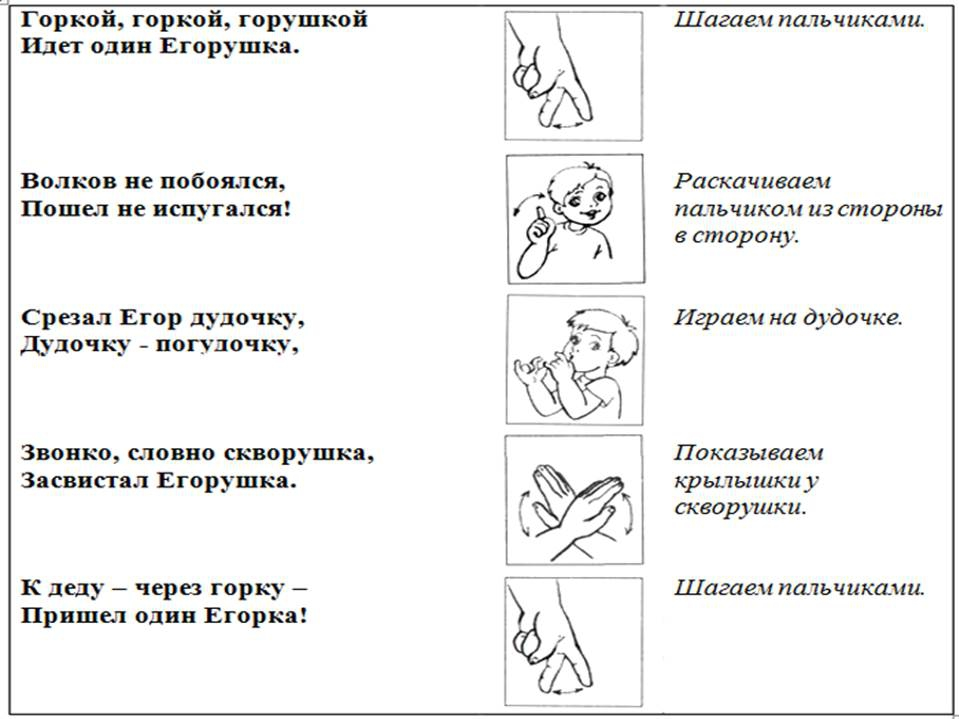 Горкой, горкой, горушкой
Идет один Егорушка.
Шагаем пальчиками.
Волков не побоялся,
Пошел не испугался!
Раскачиваем
пальчиком из стороны
в сторону.
Срезал Егор дудочку,
Дудочку - погудочку,
Играем на дудочке.
Звонко, словно скворушка,
Засвистал Егорушка.
Показываем
крылышки у
скворушки.
К деду – через горку –
Пришел один Егорка!
Шагаем пальчиками.